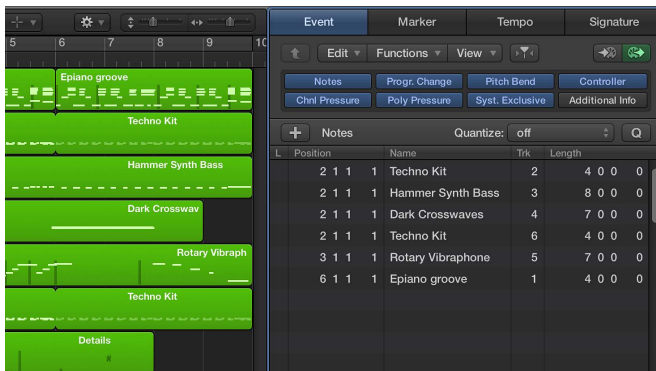 Event Marker Tempo Signature
5 6 7 8 9 10
Edit Functions View
Notes Progr. Change Pitch Bend Controller
Chnl Pressure Poly Pressure Syst. Exclusive Additional Info
Notes Quantize: off Q
L Position Name Trk Length
2 1 1 1 Techno Kit 2 4 0 0 0
2 1 1 1 Hammer Synth Bass 3 8 0 0 0
2 1 1 1 Dark Crosswaves 4 7 0 0 0
2 1 1 1 Techno Kit 6 4 0 0 0
3 1 1 1 Rotary Vibraphone 5 7 0 0 0
6 1 1 1 Epiano groove 1 4 0 0 0
Epiano groove
Techno Kit
Hammer Synth Bass
Dark Crosswav
Rotary Vibraph
Techno Kit
Details